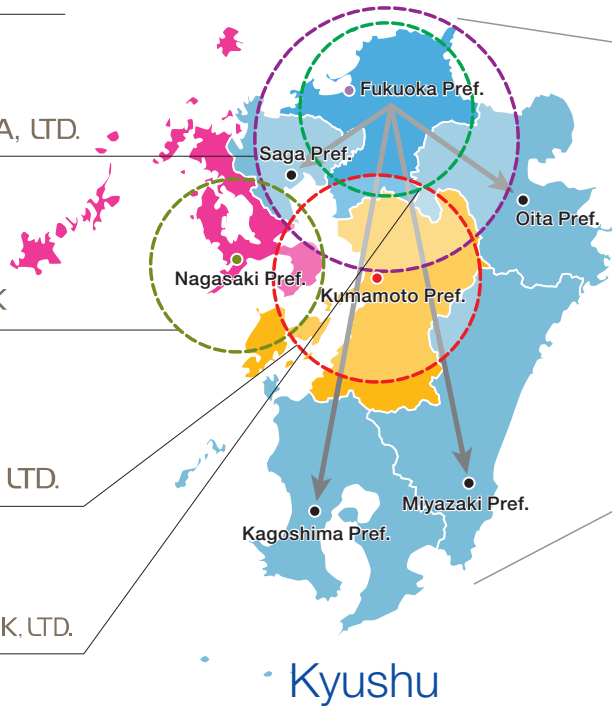 Fukuoka Pref.
A, LTD.
Saga Pref.
Oita Pref.
Nagasaki Pref.
Kumamoto Pref.
K
LTD.
Miyazaki Pref.
Kagoshima Pref.
K, LTD.
Kyushu